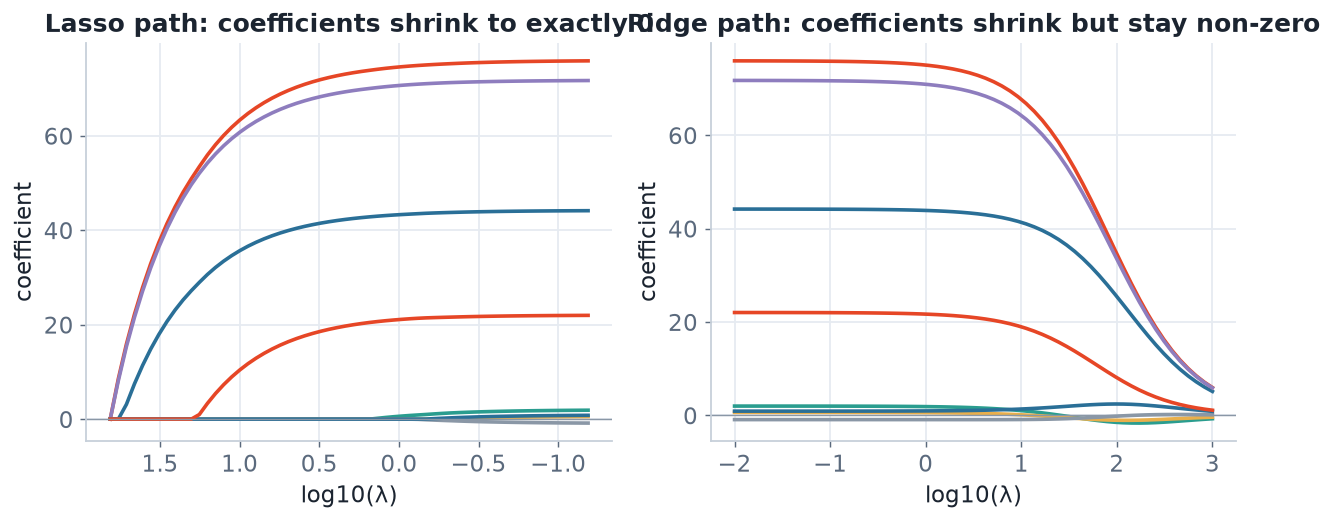 Lasso path: coefficients shrink to exactly 0
Ridge path: coefficients shrink but stay non-zero
coefficient
60
40
20
0
1.5 1.0 0.5 0.0 −0.5 −1.0
log10(λ)
coefficient
60
40
20
0
−2 −1 0 1 2 3
log10(λ)